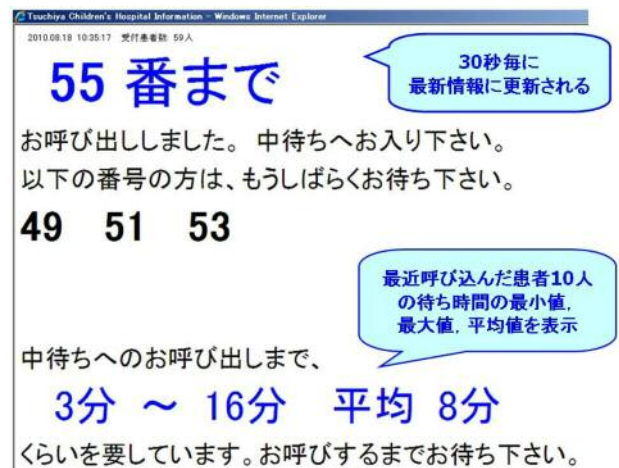 Tsuchiya Children's Hospital Information - Windows Internet Explorer
2010.08.18 10:35:17 受付患者数 59人
55 番まで
30秒毎に
最新情報に更新される
お呼び出ししました。 中待ちへお入り下さい。
以下の番号の方は、もうしばらくお待ち下さい。
49 51 53
最近呼び込んだ患者10人
の待ち時間の最小値,
最大値, 平均値を表示
中待ちへのお呼び出しまで、
3分 ～ 16分 平均 8分
くらいを要しています。お呼びするまでお待ち下さい。